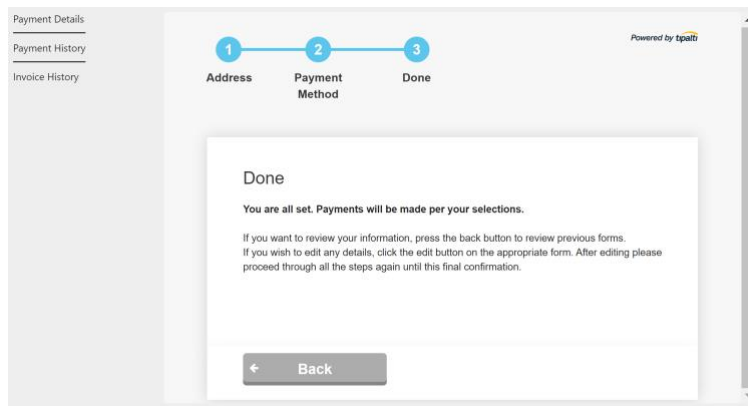 Payment Details
Payment History
Invoice History
Powered by tipalti
1
2
3
Address
Payment
Method
Done
Done
You are all set. Payments will be made per your selections.
If you want to review your information, press the back button to review previous forms.
If you wish to edit any details, click the edit button on the appropriate form. After editing please
proceed through all the steps again until this final confirmation.
Back